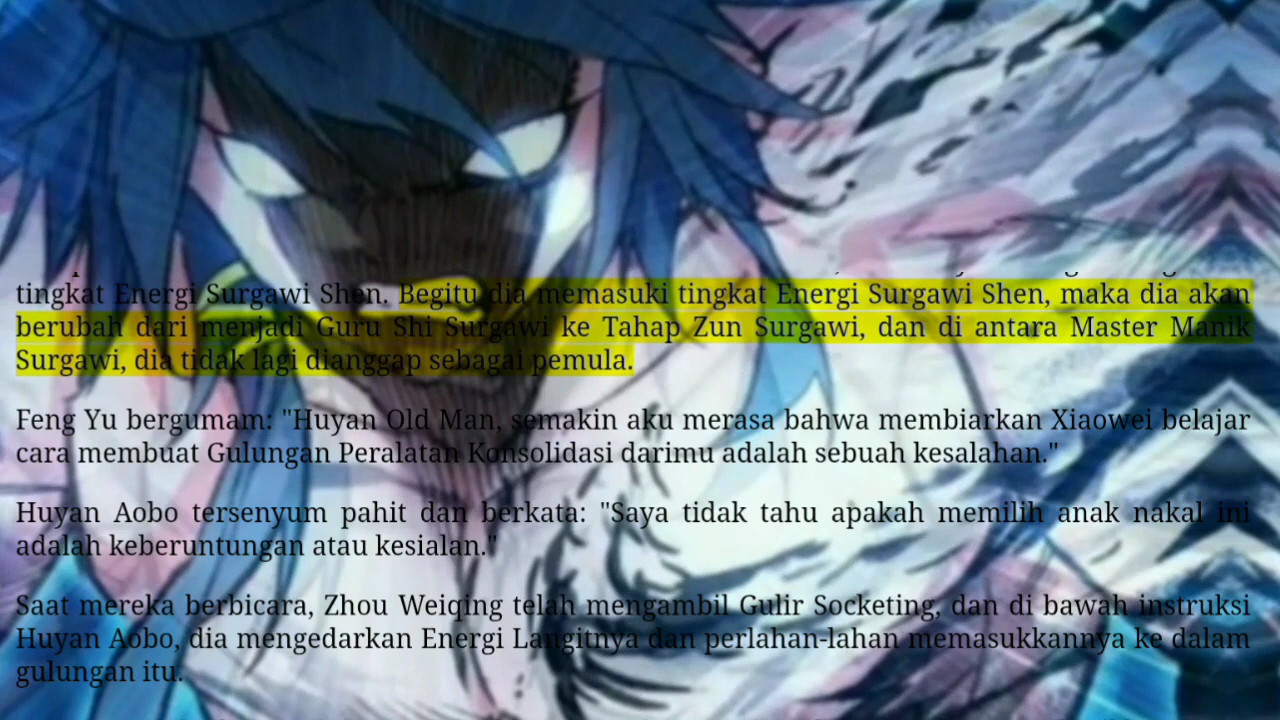 tingkat Energi Surgawi Shen. Begitu dia memasuki tingkat Energi Surgawi Shen, maka dia akan
berubah dari menjadi Guru Shi Surgawi ke Tahap Zun Surgawi, dan di antara Master Manik
Surgawi, dia tidak lagi dianggap sebagai pemula.
Feng Yu bergumam: "Huyan Old Man, semakin aku merasa bahwa membiarkan Xiaowei belajar
cara membuat Gulungan Peralatan Konsolidasi darimu adalah sebuah kesalahan."
Huyan Aobo tersenyum pahit dan berkata: "Saya tidak tahu apakah memilih anak nakal ini
adalah keberuntungan atau kesialan."
Saat mereka berbicara, Zhou Weiqing telah mengambil Gulir Socketing, dan di bawah instruksi
Huyan Aobo, dia mengedarkan Energi Langitnya dan perlahan-lahan memasukkannya ke dalam
gulungan itu.